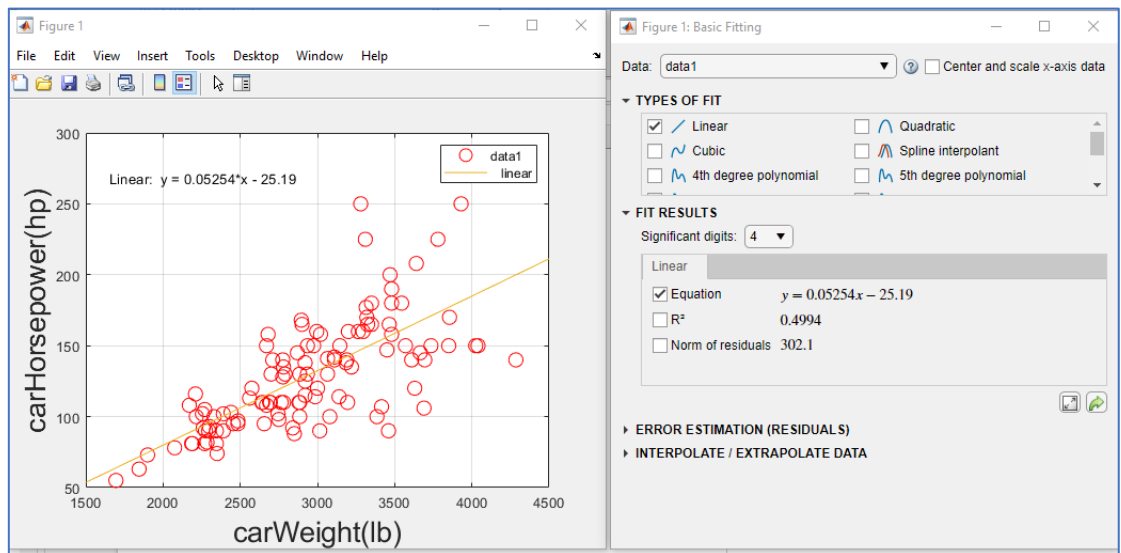 Figure 1
File Edit View Insert Tools Desktop Window Help
300
250
200
150
100
50
1500 2000 2500 3000 3500 4000 4500
carHorsepower(hp)
carWeight(lb)
Linear: y = 0.05254*x - 25.19
data1
linear
Figure 1: Basic Fitting
Data: data1 Center and scale x-axis data
TYPES OF FIT
Linear Quadratic
Cubic Spline interpolant
4th degree polynomial 5th degree polynomial
FIT RESULTS
Significant digits: 4
Linear
Equation y = 0.05254x − 25.19
R² 0.4994
Norm of residuals 302.1
ERROR ESTIMATION (RESIDUALS)
INTERPOLATE / EXTRAPOLATE DATA